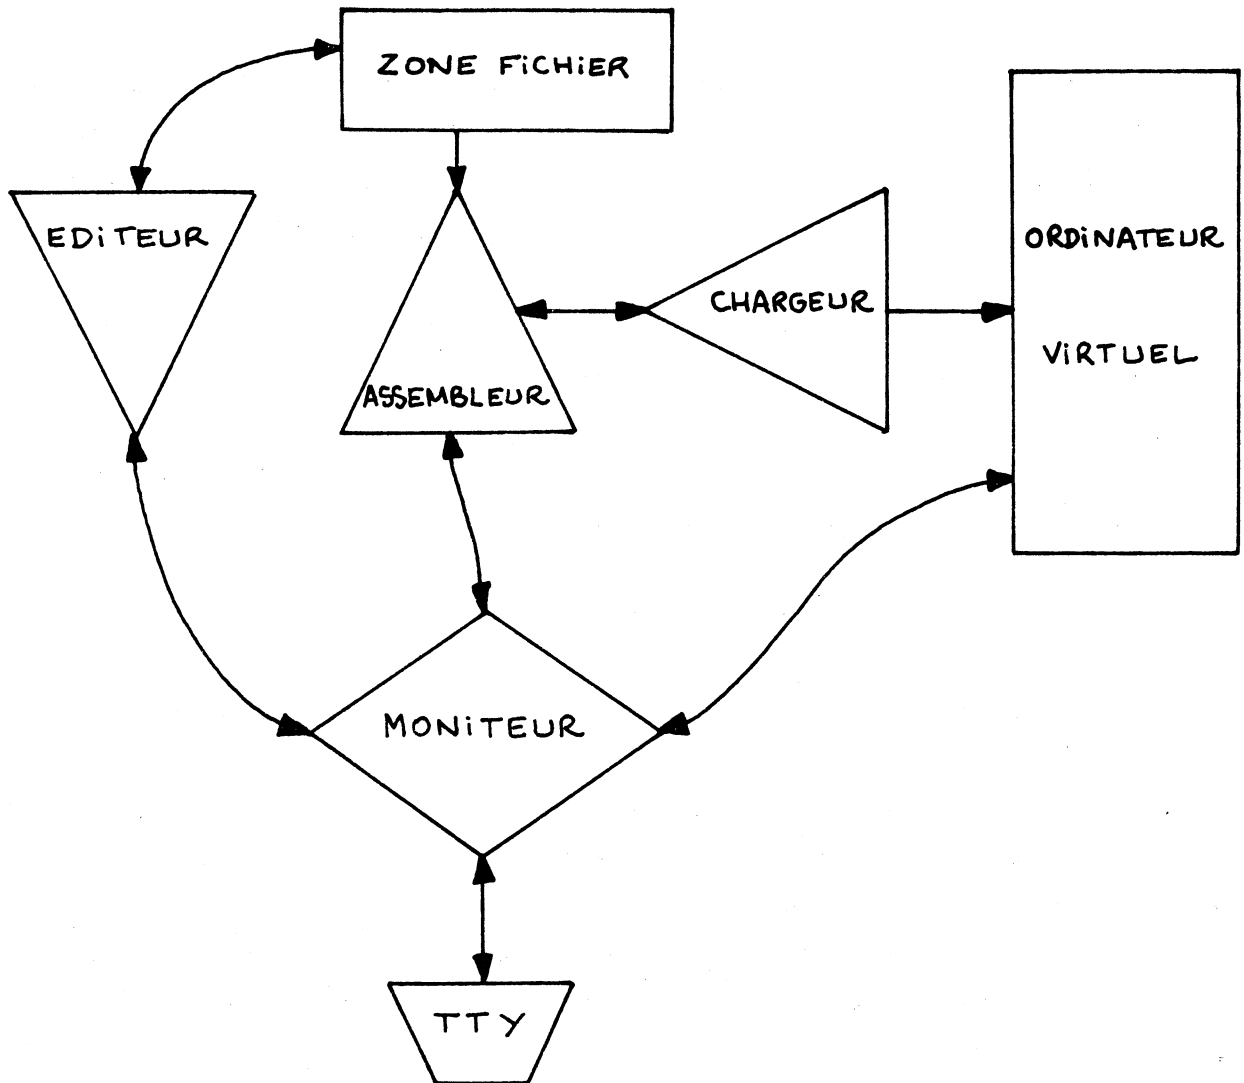 ZONE FiCHiER
EDiTEUR
ORDiNATEUR
CHARGEUR
ViRTUEL
ASSEMBLEUR
MONiTEUR
TTY